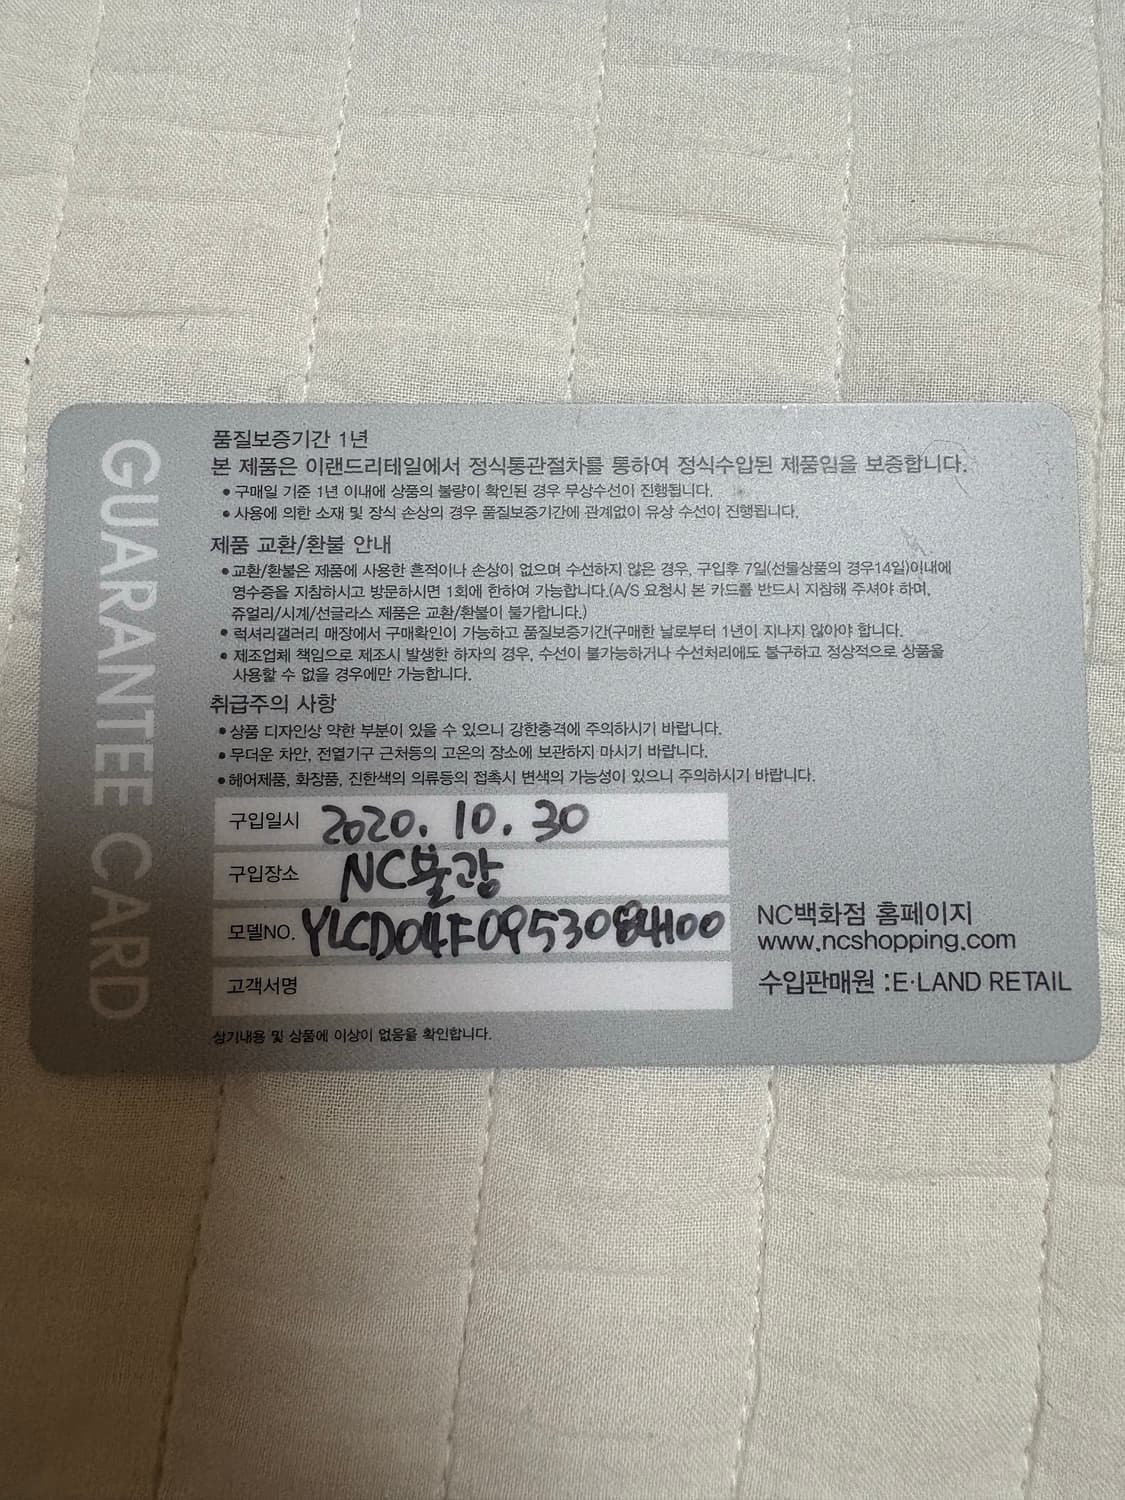 GUARANTEE CARD
품질보증기간 1년
본 제품은 이랜드리테일에서 정식통관절차를 통하여 정식수입된 제품임을 보증합니다.
• 구매일 기준 1년 이내에 상품의 불량이 확인된 경우 무상수선이 진행됩니다.
• 사용에 의한 소재 및 장식 손상의 경우 품질보증기간에 관계없이 유상 수선이 진행됩니다.
제품 교환/환불 안내
• 교환/환불은 제품에 사용한 흔적이나 손상이 없으며 수선하지 않은 경우, 구입후 7일(선물상품의 경우14일)이내에
영수증을 지참하시고 방문하시면 1회에 한하여 가능합니다.(A/S 요청시 본 카드를 반드시 지참해 주셔야 하며,
쥬얼리/시계/선글라스 제품은 교환/환불이 불가합니다.)
• 럭셔리갤러리 매장에서 구매확인이 가능하고 품질보증기간(구매한 날로부터 1년이 지나지 않아야 합니다.
• 제조업체 책임으로 제조시 발생한 하자의 경우, 수선이 불가능하거나 수선처리에도 불구하고 정상적으로 상품을
사용할 수 없을 경우에만 가능합니다.
취급주의 사항
• 상품 디자인상 약한 부분이 있을 수 있으니 강한충격에 주의하시기 바랍니다.
• 무더운 차안, 전열기구 근처등의 고온의 장소에 보관하지 마시기 바랍니다.
• 헤어제품, 화장품, 진한색의 의류등의 접촉시 변색의 가능성이 있으니 주의하시기 바랍니다.
구입일시 2020. 10. 30
구입장소 NC불광
모델NO.
고객서명
상기내용 및 상품에 이상이 없음을 확인합니다.
NC백화점 홈페이지
www.ncshopping.com
수입판매원 :E·LAND RETAIL